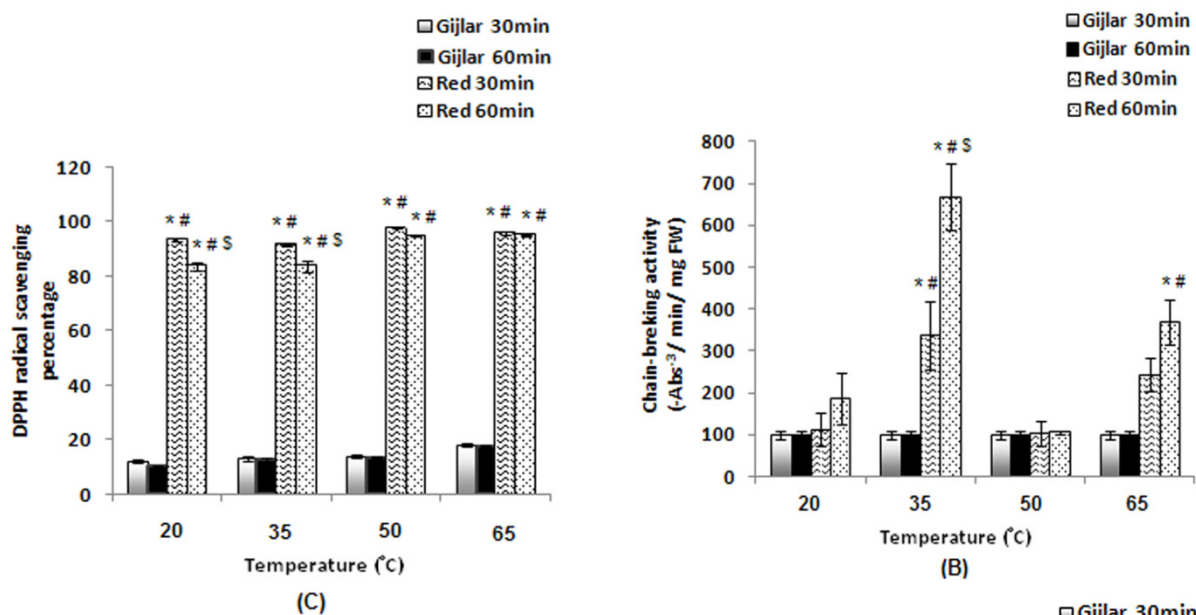 Gijlar 30min
Gijlar 60min
Red 30min
Red 60min
DPPH radical scavenging
percentage
120
100
80
60
40
20
0
* #
* # $
* #
* # $
* #
* #
* #
* #
20
35
50
65
Temperature (°C)
(C)
Gijlar 30min
Gijlar 60min
Red 30min
Red 60min
Chain-breking activity
(-Abs⁻³/ min/ mg FW)
800
700
600
500
400
300
200
100
0
* #
* # $
* #
20
35
50
65
Temperature (°C)
(B)
Gijlar 30min